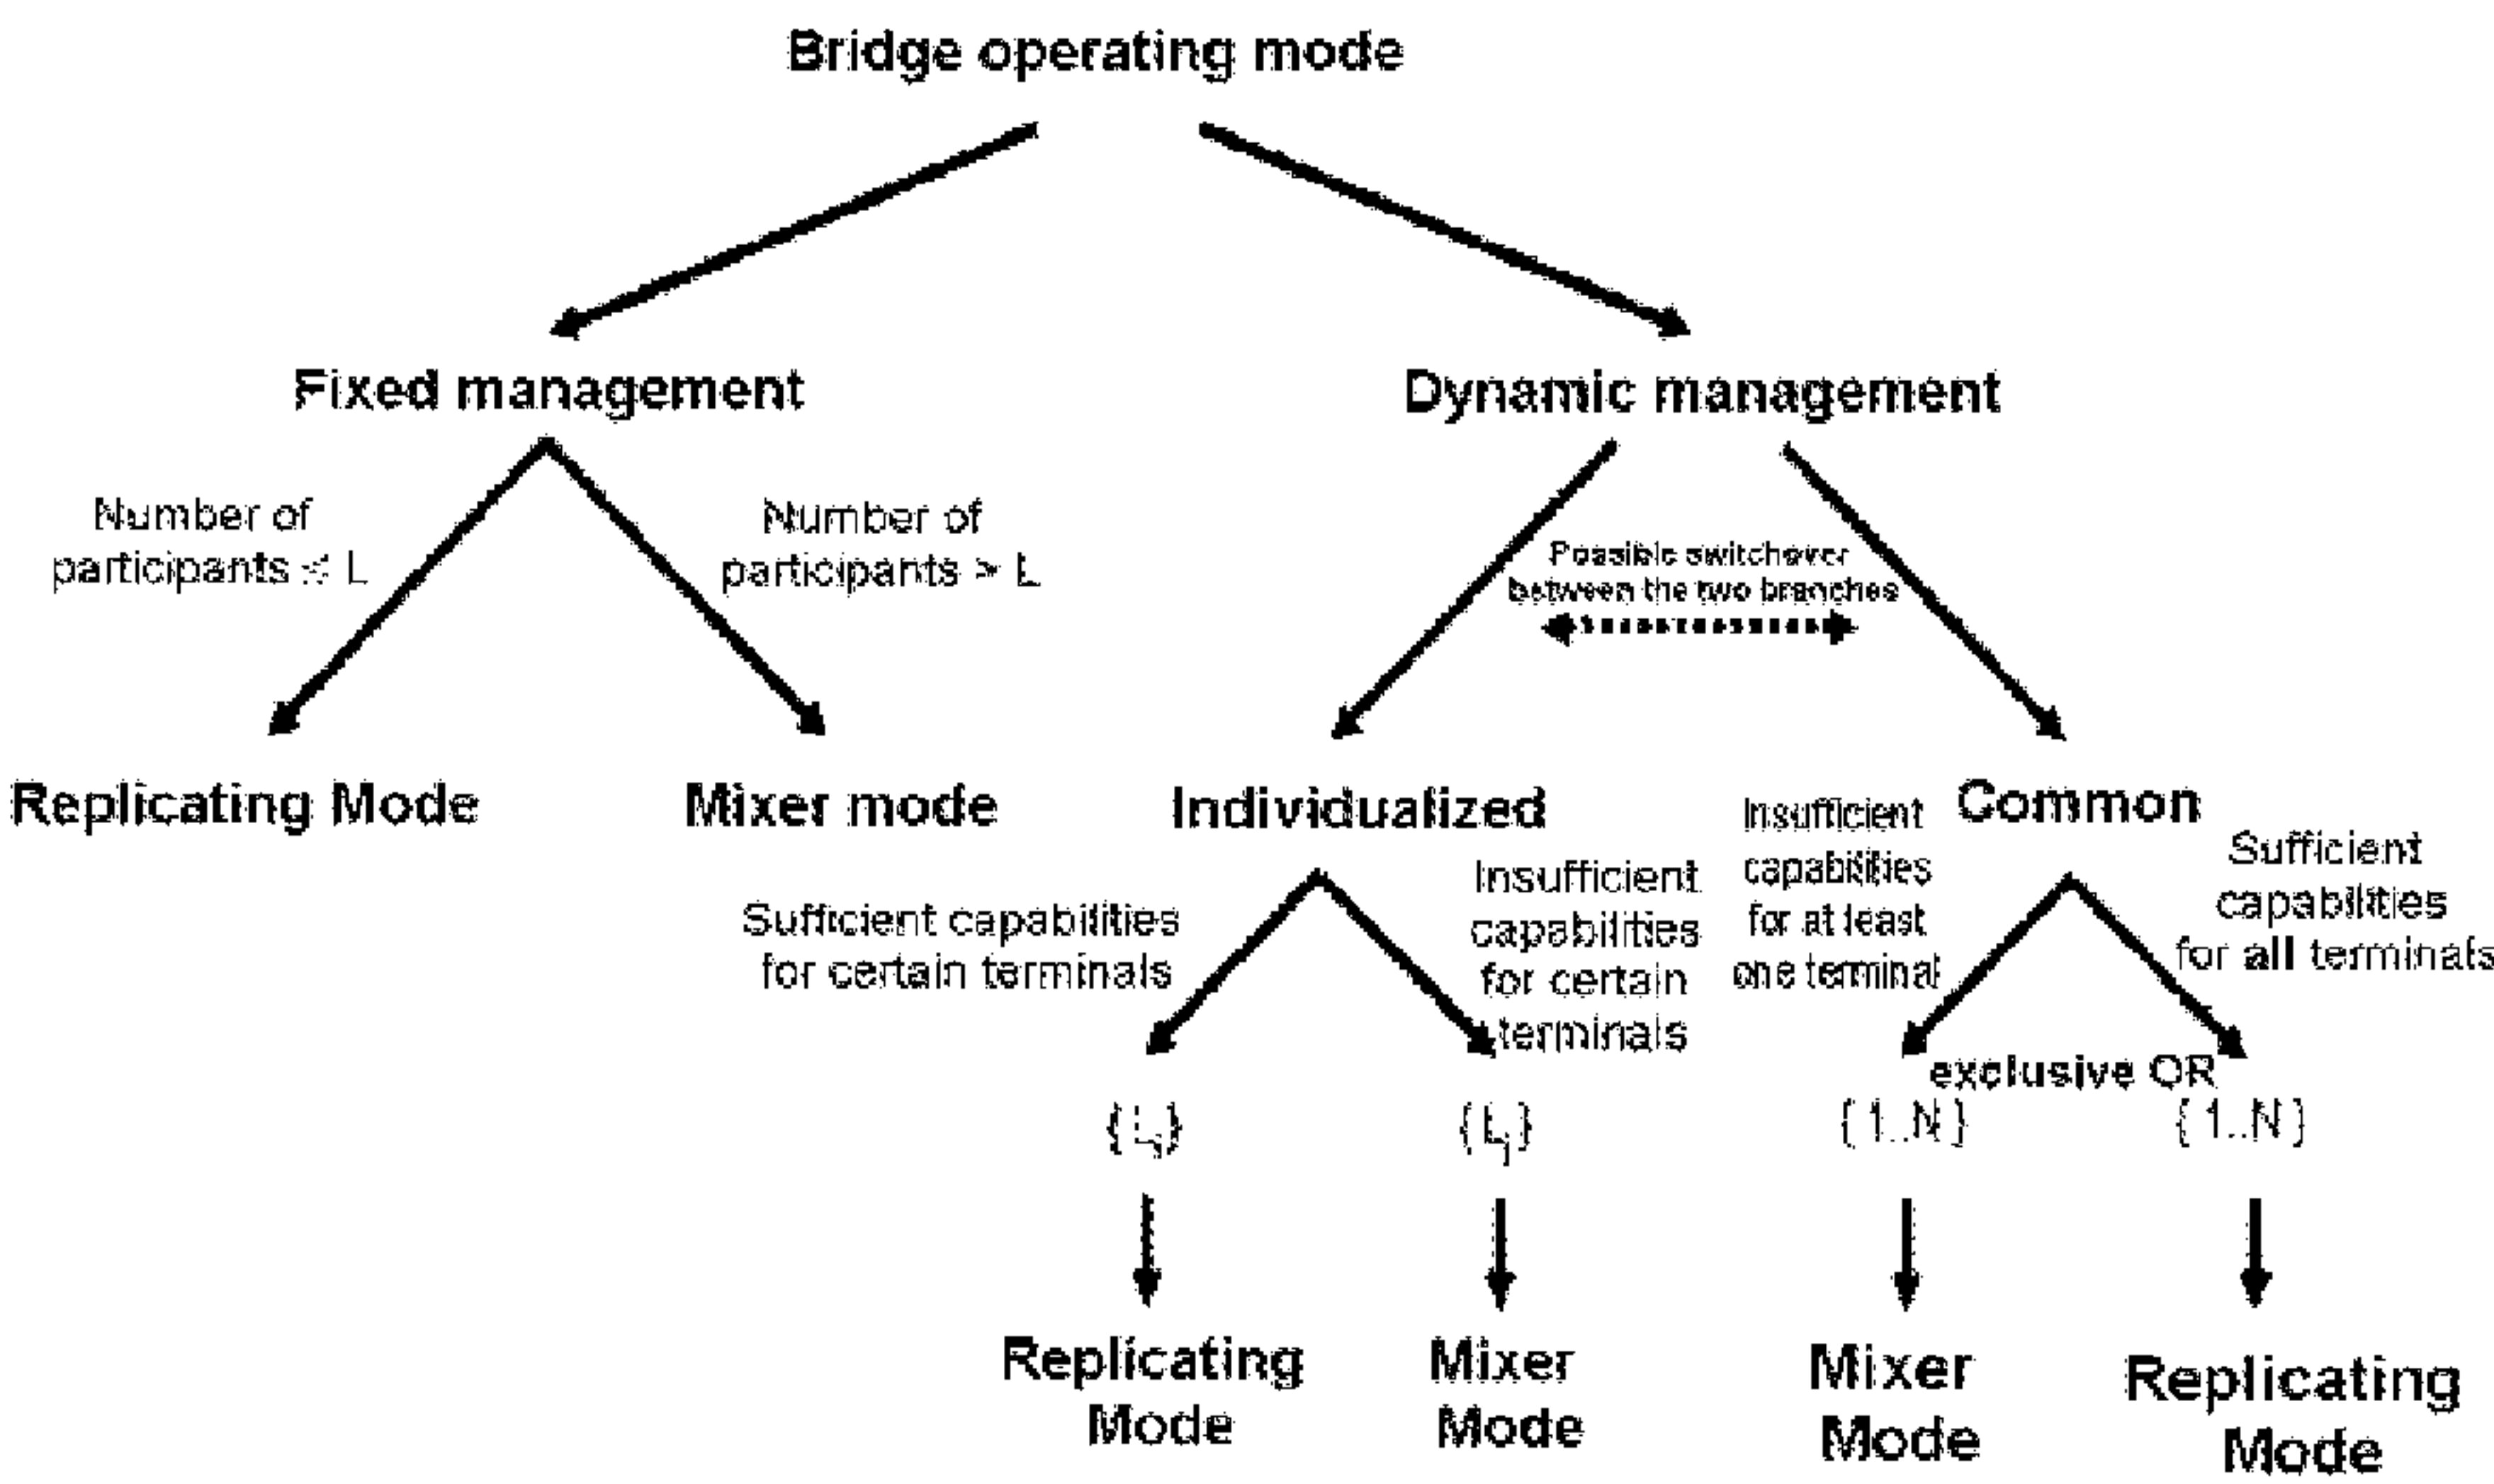 Bridge operating mode
Fixed management
Dynamic management
Number of
participants ≤ L
Number of
participants > L
Possible switchover
between the two branches
Replicating Mode
Mixer mode
Individualized
Common
Sufficient capabilities
for certain terminals
Insufficient
capabilities
for certain
terminals
Insufficient
capabilities
for at least
one terminal
Sufficient
capabilities
for all terminals
exclusive OR
{Li}
{Lj}
{1..N}
{1..N}
Replicating
Mode
Mixer
Mode
Mixer
Mode
Replicating
Mode